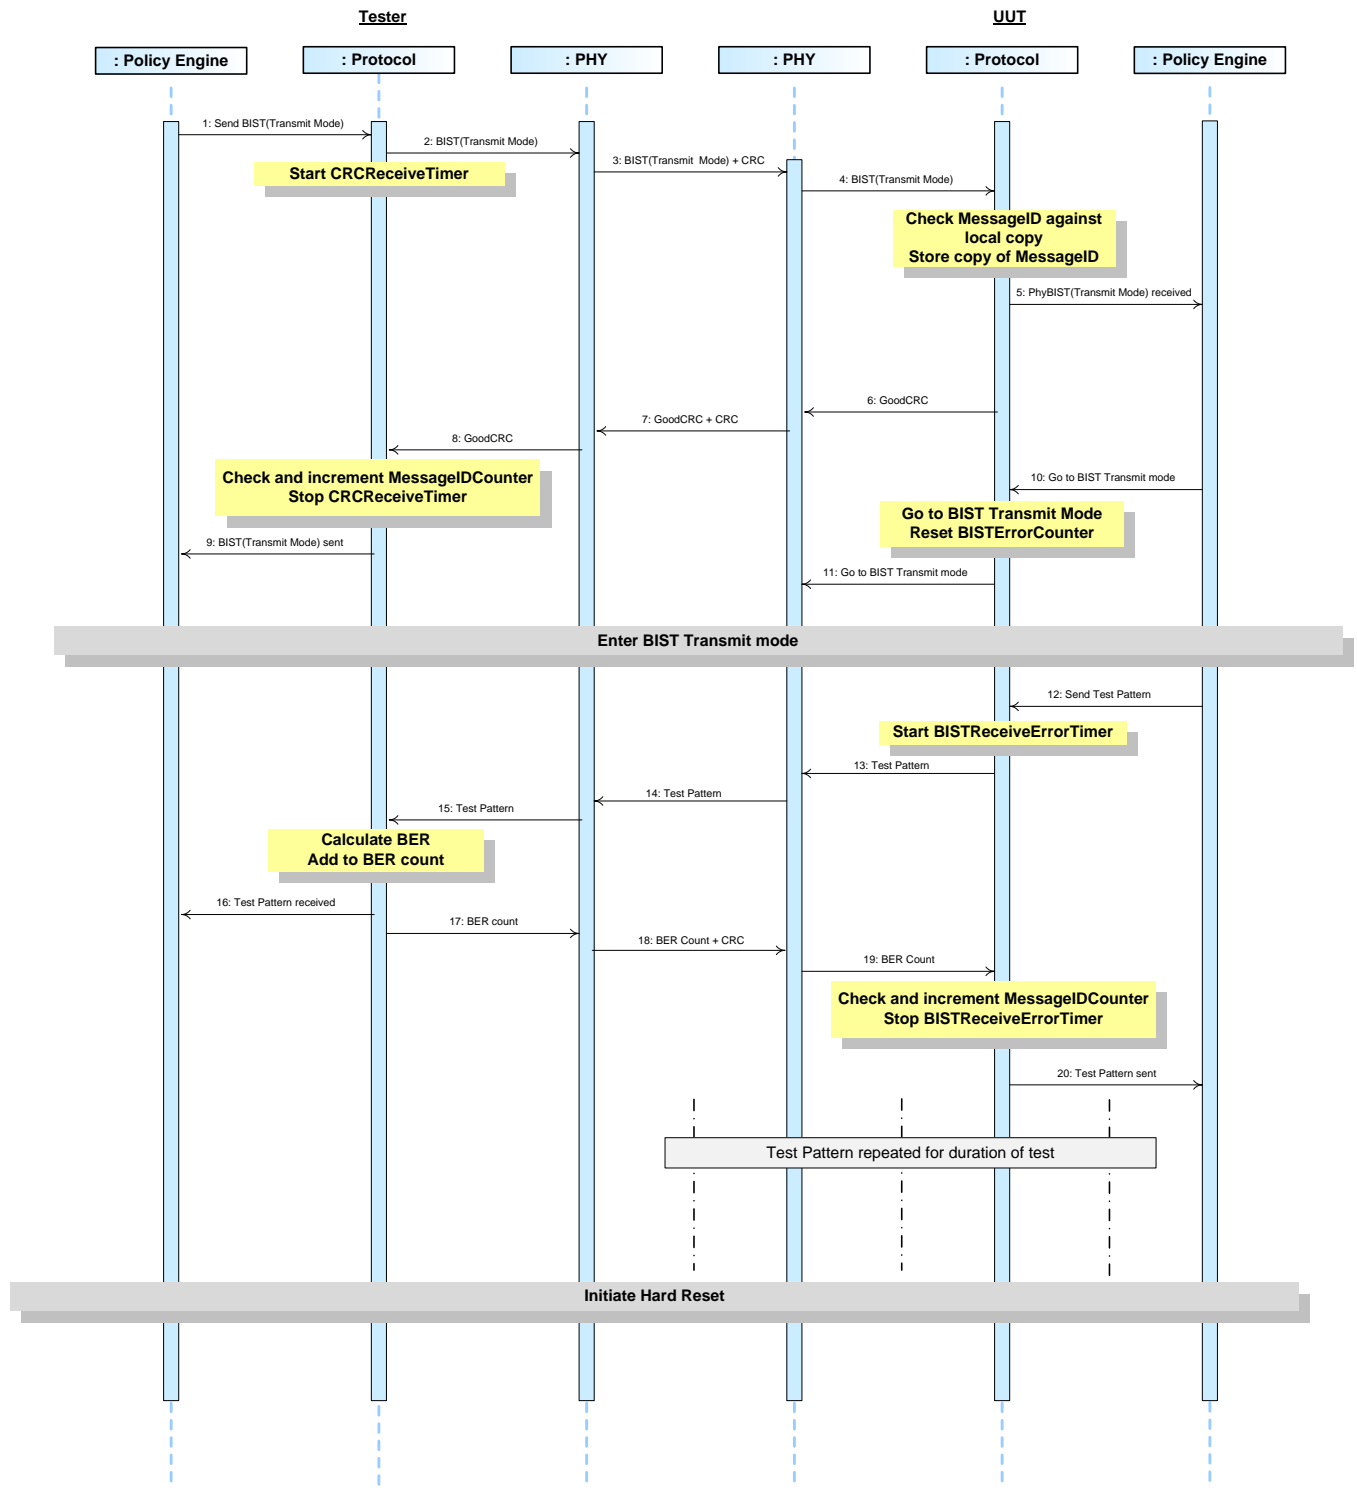 Tester
UUT
: Policy Engine
: Protocol
: PHY
: PHY
: Protocol
: Policy Engine
1: Send BIST(Transmit Mode)
2: BIST(Transmit Mode)
3: BIST(Transmit Mode) + CRC
Start CRCReceiveTimer
4: BIST(Transmit Mode)
Check MessageID against
local copy
Store copy of MessageID
5: PhyBIST(Transmit Mode) received
6: GoodCRC
7: GoodCRC + CRC
8: GoodCRC
Check and increment MessageIDCounter
Stop CRCReceiveTimer
10: Go to BIST Transmit mode
Go to BIST Transmit Mode
Reset BISTErrorCounter
9: BIST(Transmit Mode) sent
11: Go to BIST Transmit mode
Enter BIST Transmit mode
12: Send Test Pattern
Start BISTReceiveErrorTimer
13: Test Pattern
14: Test Pattern
15: Test Pattern
Calculate BER
Add to BER count
16: Test Pattern received
17: BER count
18: BER Count + CRC
19: BER Count
Check and increment MessageIDCounter
Stop BISTReceiveErrorTimer
20: Test Pattern sent
Test Pattern repeated for duration of test
Initiate Hard Reset